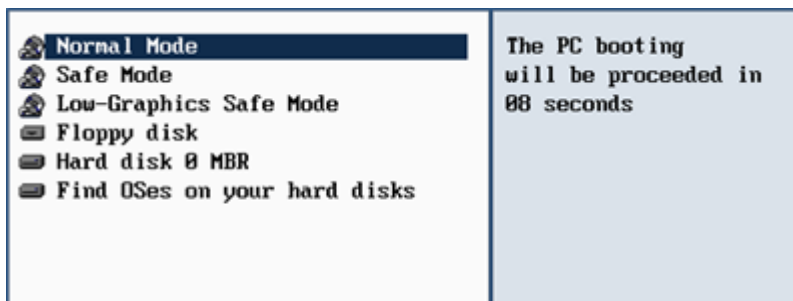 Normal Mode
Safe Mode
Low-Graphics Safe Mode
Floppy disk
Hard disk 0 MBR
Find OSes on your hard disks
The PC booting
will be proceeded in
08 seconds